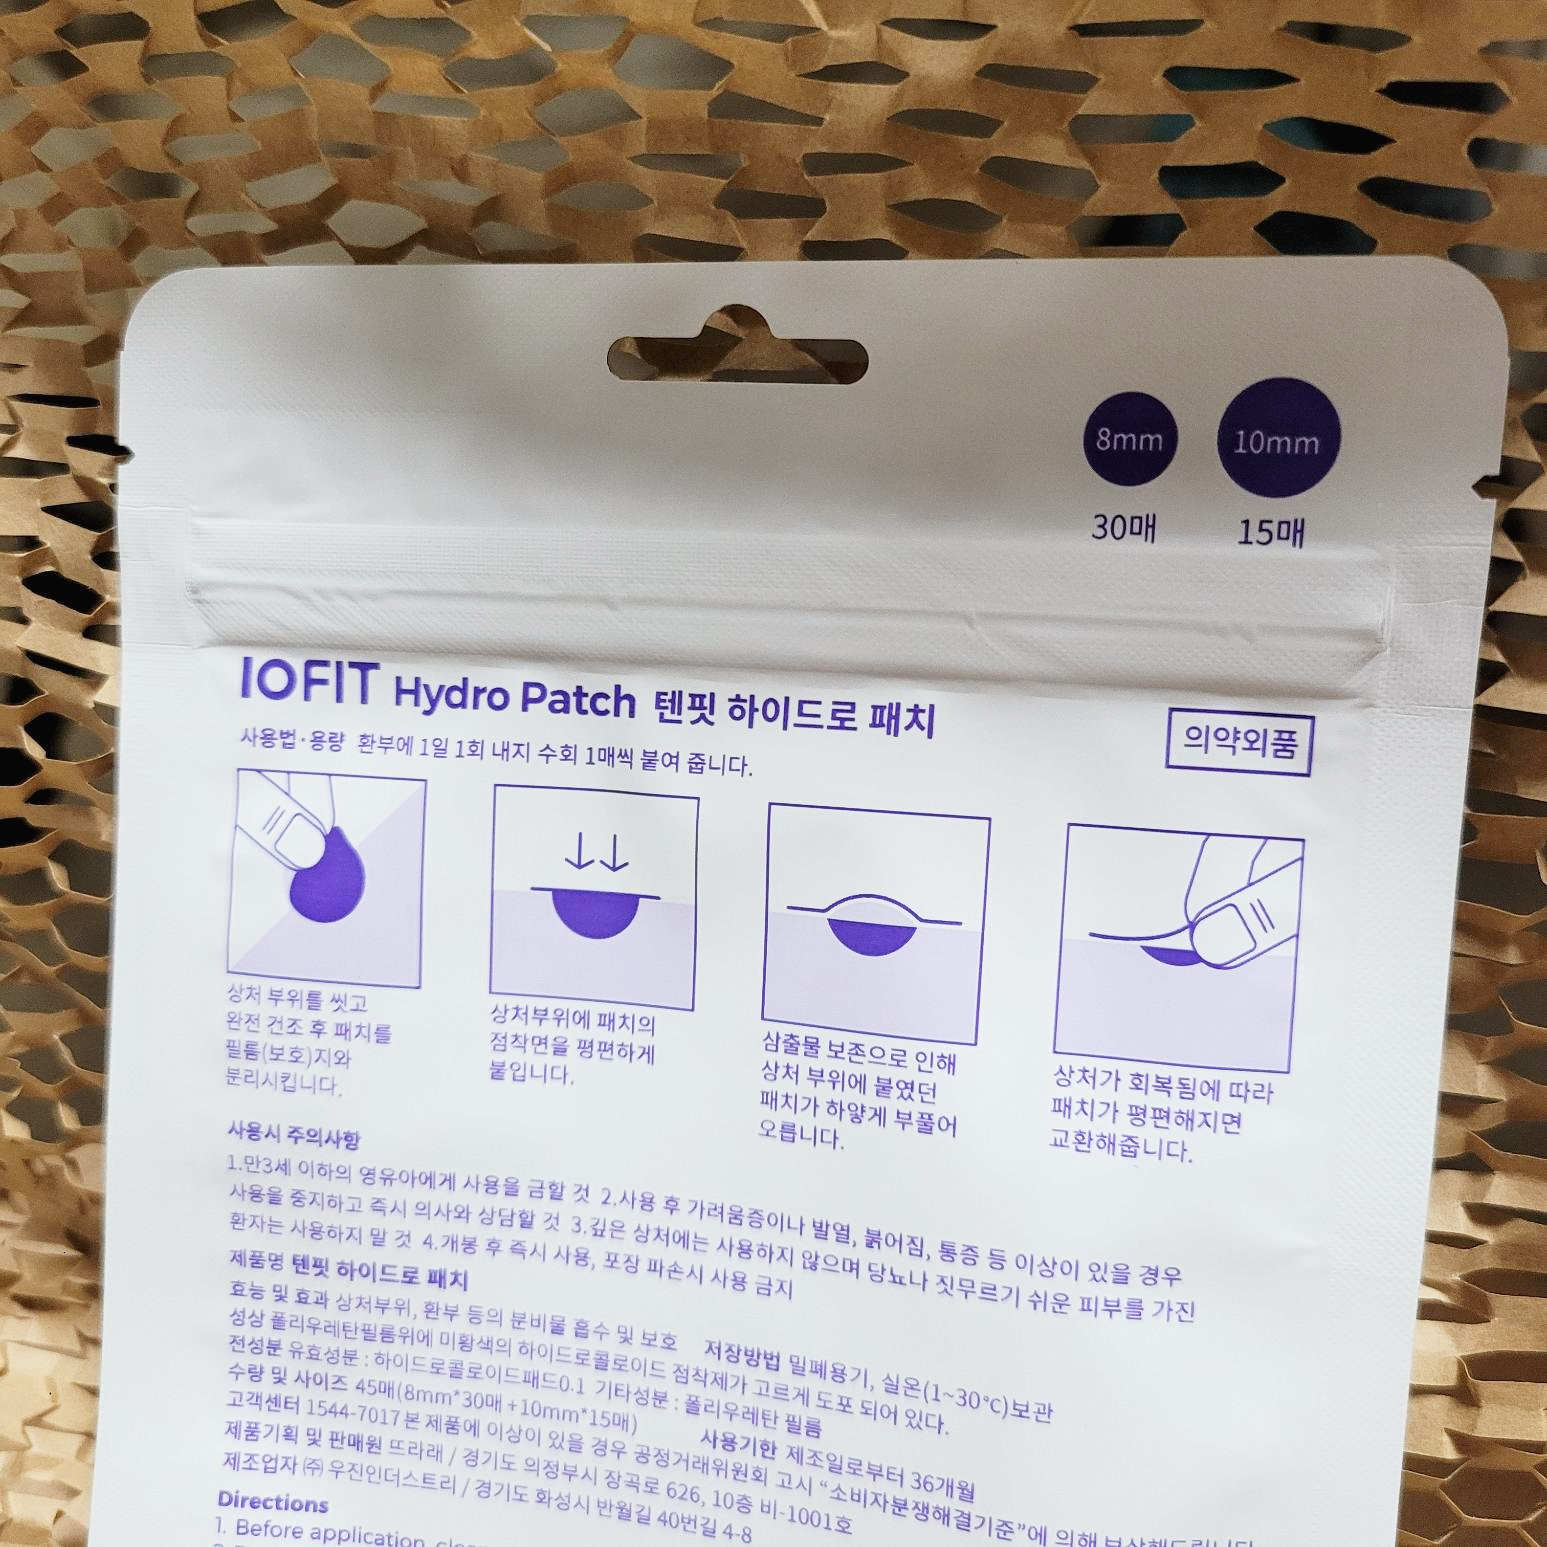 8mm 10mm
30매 15매
IOFIT Hydro Patch 텐핏 하이드로 패치
의약외품
사용법·용량 환부에 1일 1회 내지 수회 1매씩 붙여 줍니다.
상처 부위를 씻고
완전 건조 후 패치를
필름(보호)지와
분리시킵니다.
상처부위에 패치의
점착면을 평편하게
붙입니다.
삼출물 보존으로 인해
상처 부위에 붙였던
패치가 하얗게 부풀어
오릅니다.
상처가 회복됨에 따라
패치가 평편해지면
교환해줍니다.
사용시 주의사항
1.만3세 이하의 영유아에게 사용을 금할 것 2.사용 후 가려움증이나 발열, 붉어짐, 통증 등 이상이 있을 경우
사용을 중지하고 즉시 의사와 상담할 것 3.깊은 상처에는 사용하지 않으며 당뇨나 짓무르기 쉬운 피부를 가진
환자는 사용하지 말 것 4.개봉 후 즉시 사용, 포장 파손시 사용 금지
제품명 텐핏 하이드로 패치
효능 및 효과 상처부위, 환부 등의 분비물 흡수 및 보호 저장방법 밀폐용기, 실온(1~30℃)보관
성상 폴리우레탄필름위에 미황색의 하이드로콜로이드 점착제가 고르게 도포 되어 있다.
전성분 유효성분 : 하이드로콜로이드패드0.1 기타성분 : 폴리우레탄 필름
수량 및 사이즈 45매(8mm*30매+10mm*15매) 사용기한 제조일로부터 36개월
고객센터 1544-7017 본 제품에 이상이 있을 경우 공정거래위원회 고시 “소비자분쟁해결기준”에 의해 보상해드립니다
제품기획 및 판매원 뜨라래 / 경기도 의정부시 장곡로 626, 10층 비-1001호
제조업자 ㈜우진인더스트리 / 경기도 화성시 반월길 40번길 4-8
Directions
1. Before application,